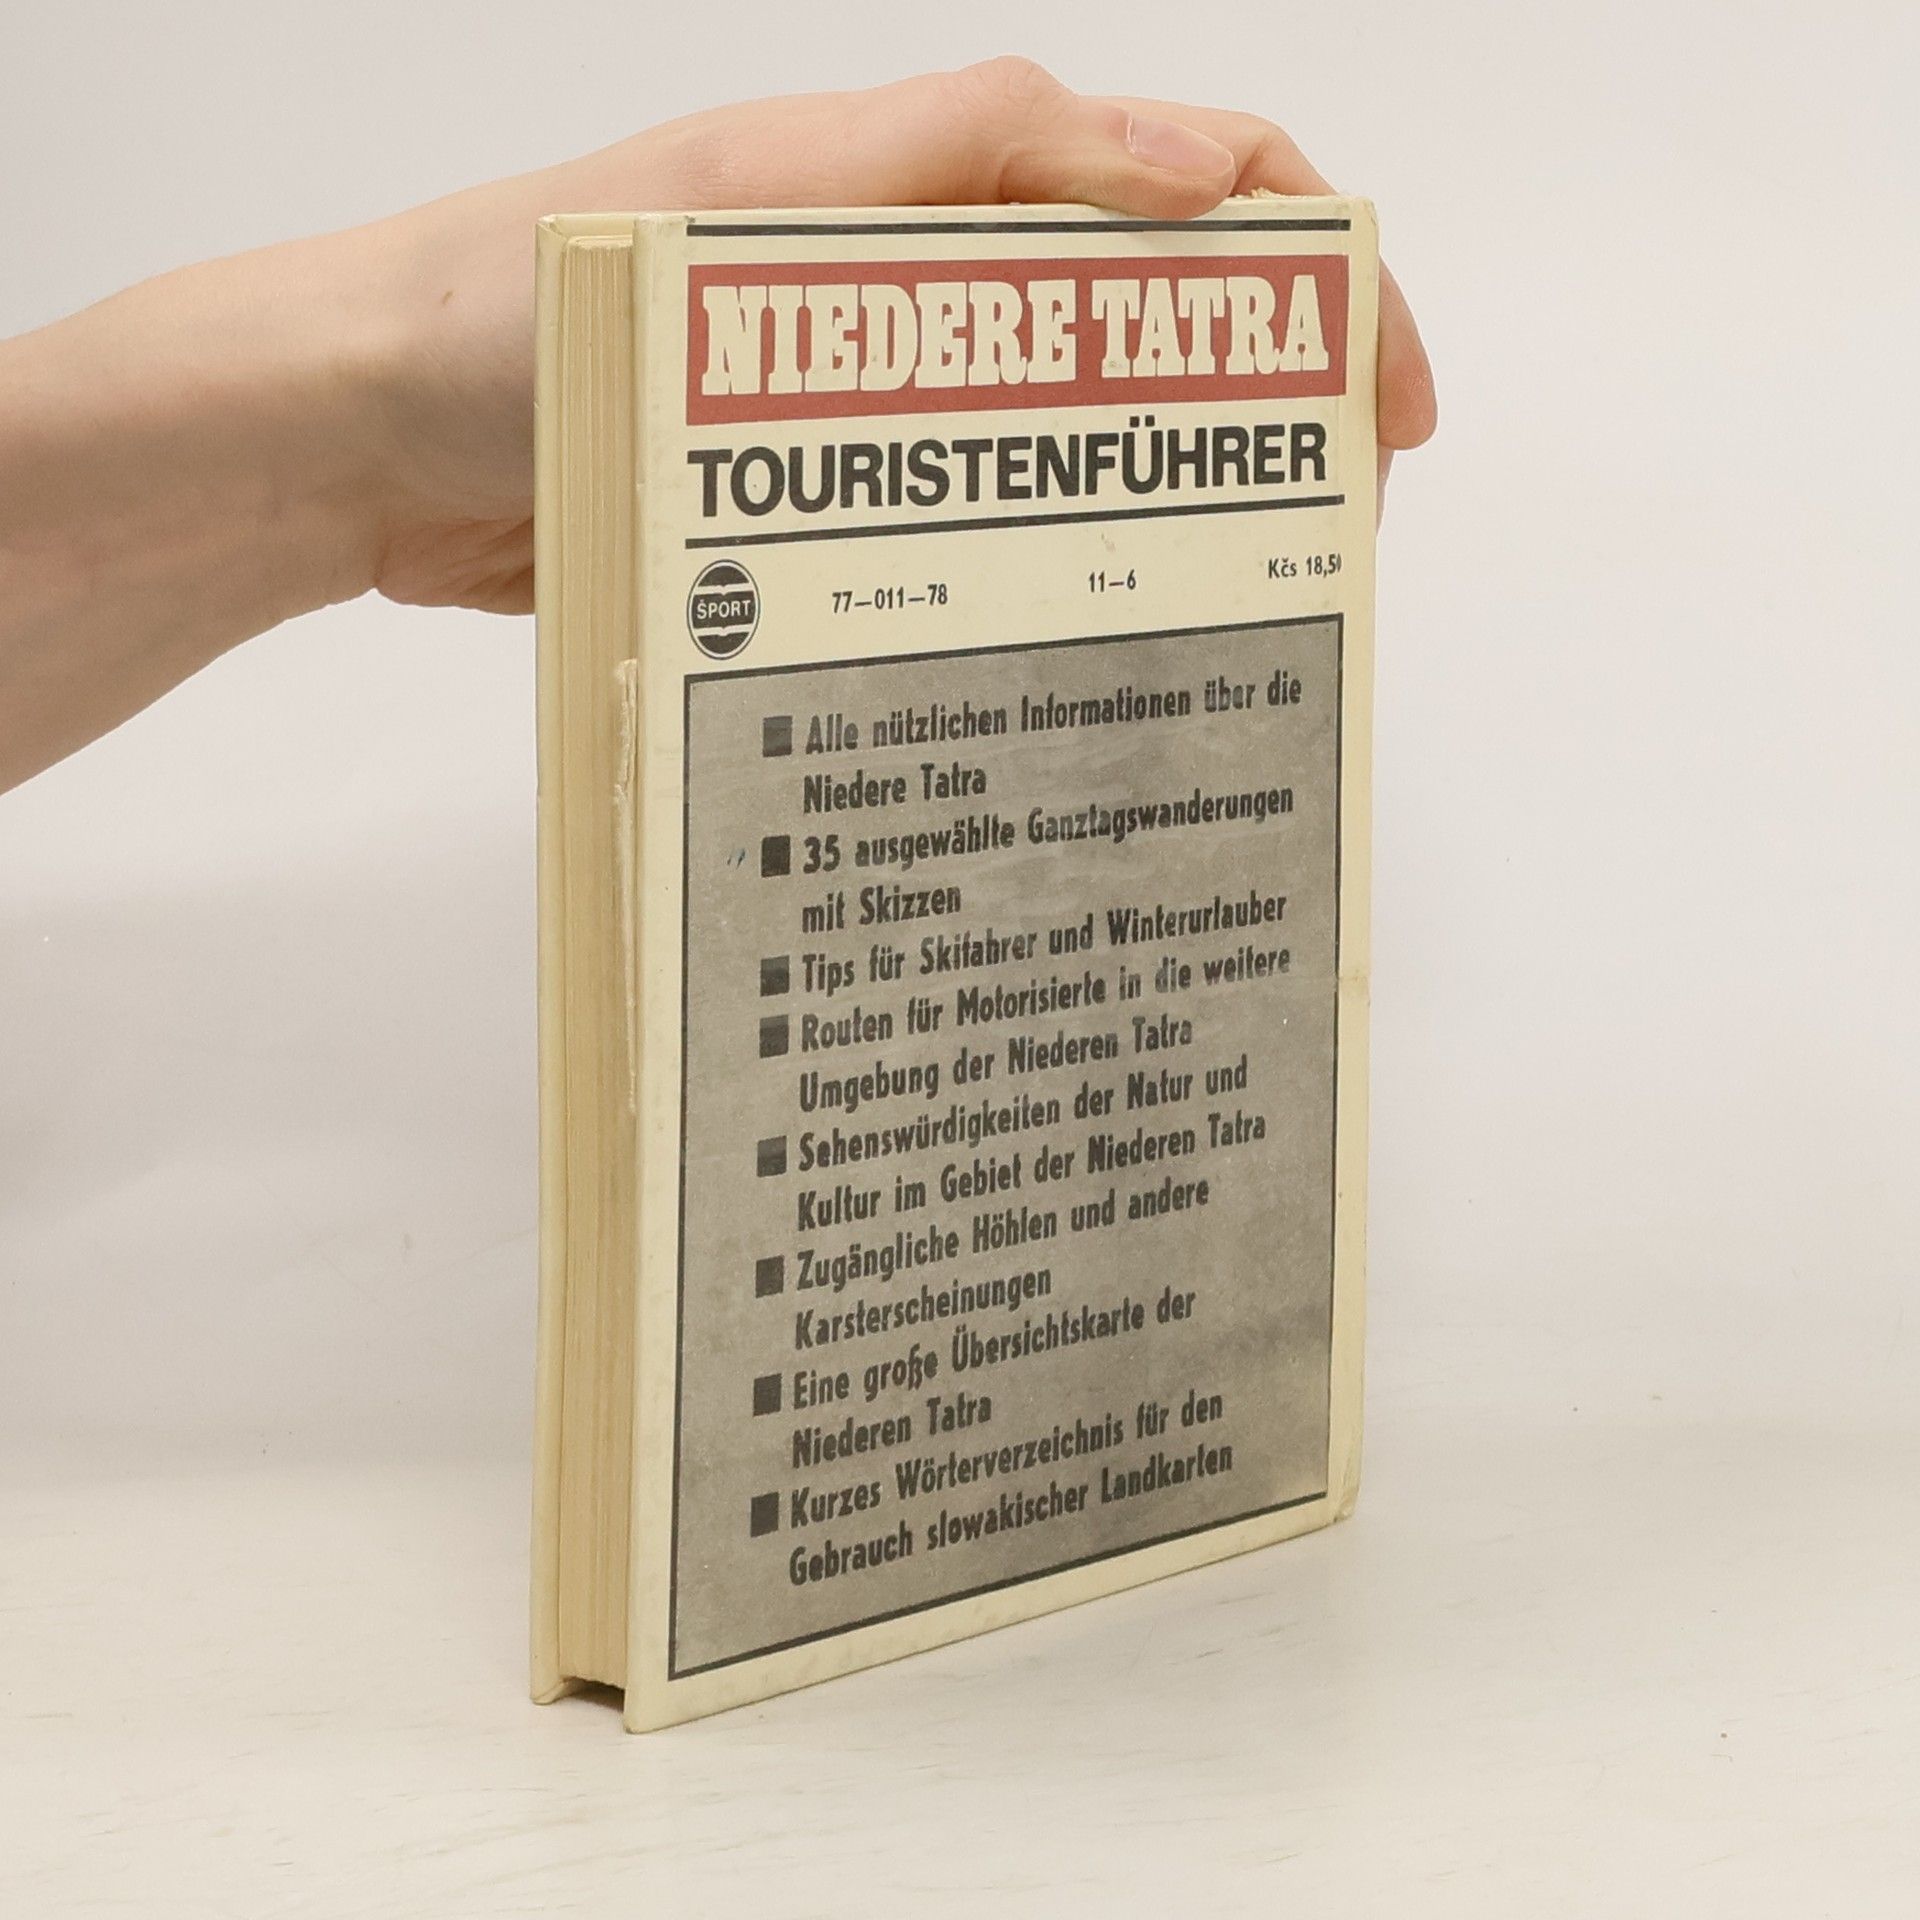 NIEDERE TATRA
TOURISTENFÜHRER
ŠPORT 77—011—78 11—6 Kčs 18,50
■ Alle nützlichen Informationen über die
Niedere Tatra
■ 35 ausgewählte Ganztagswanderungen
mit Skizzen
■ Tips für Skifahrer und Winterurlauber
■ Routen für Motorisierte in die weitere
Umgebung der Niederen Tatra
■ Sehenswürdigkeiten der Natur und
Kultur im Gebiet der Niederen Tatra
■ Zugängliche Höhlen und andere
Karsterscheinungen
■ Eine große Übersichtskarte der
Niederen Tatra
■ Kurzes Wörterverzeichnis für den
Gebrauch slowakischer Landkarten